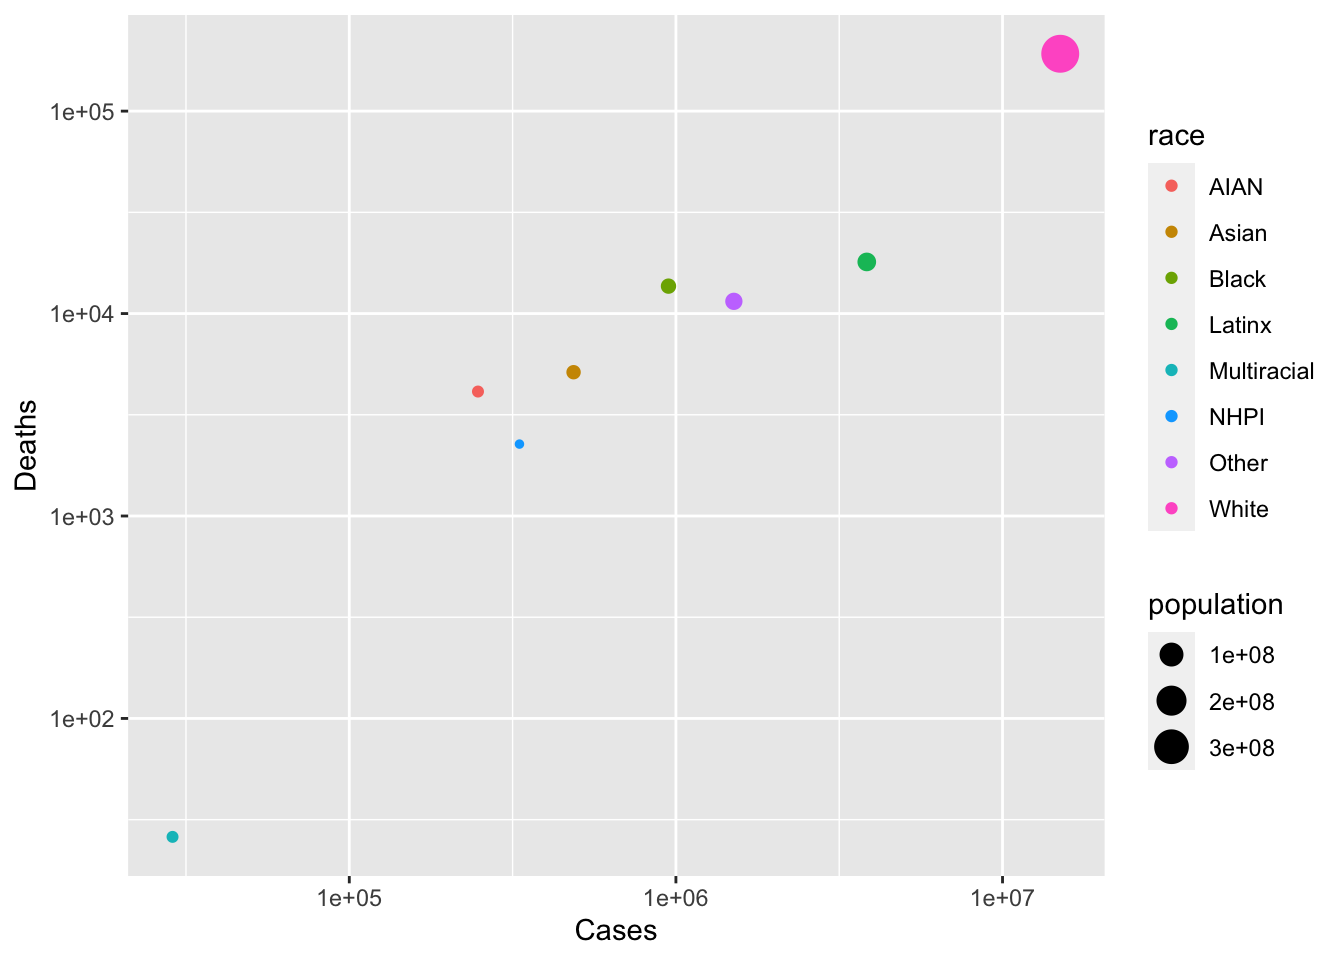 1e+05
1e+04
1e+03
1e+02
Deaths
1e+05
1e+06
1e+07
Cases
race
AIAN
Asian
Black
Latinx
Multiracial
NHPI
Other
White
population
1e+08
2e+08
3e+08